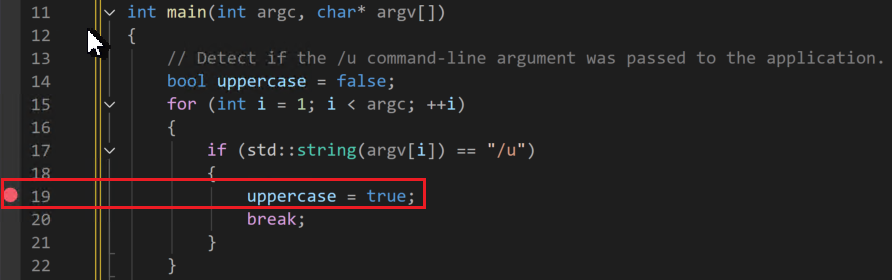 11 int main(int argc, char* argv[])
12 {
13 // Detect if the /u command-line argument was passed to the application.
14 bool uppercase = false;
15 for (int i = 1; i < argc; ++i)
16 {
17 if (std::string(argv[i]) == "/u")
18 {
19 uppercase = true;
20 break;
21 }
22 }